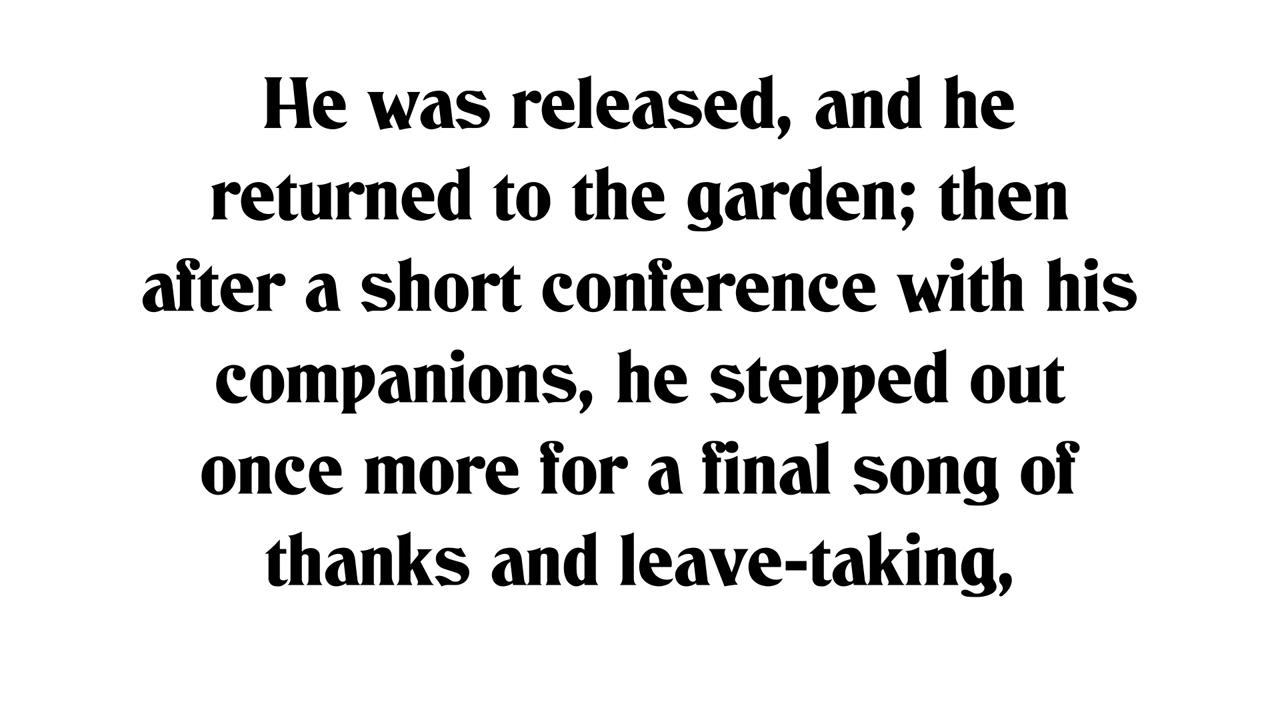 He was released, and he
returned to the garden; then
after a short conference with his
companions, he stepped out
once more for a final song of
thanks and leave-taking,